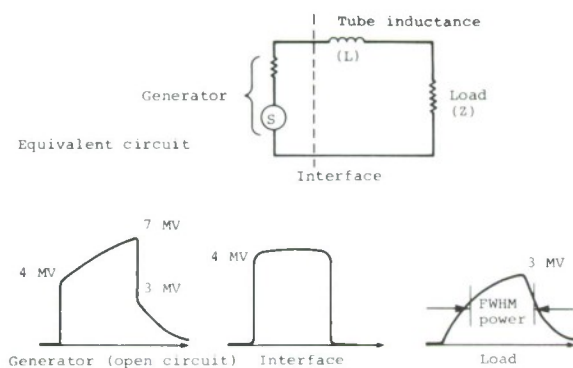 Tube inductance
(L)
Generator
S
Load
(Z)
Equivalent circuit
Interface
7 MV
4 MV
3 MV
Generator (open circuit)
4 MV
Interface
3 MV
FWHM
power
Load